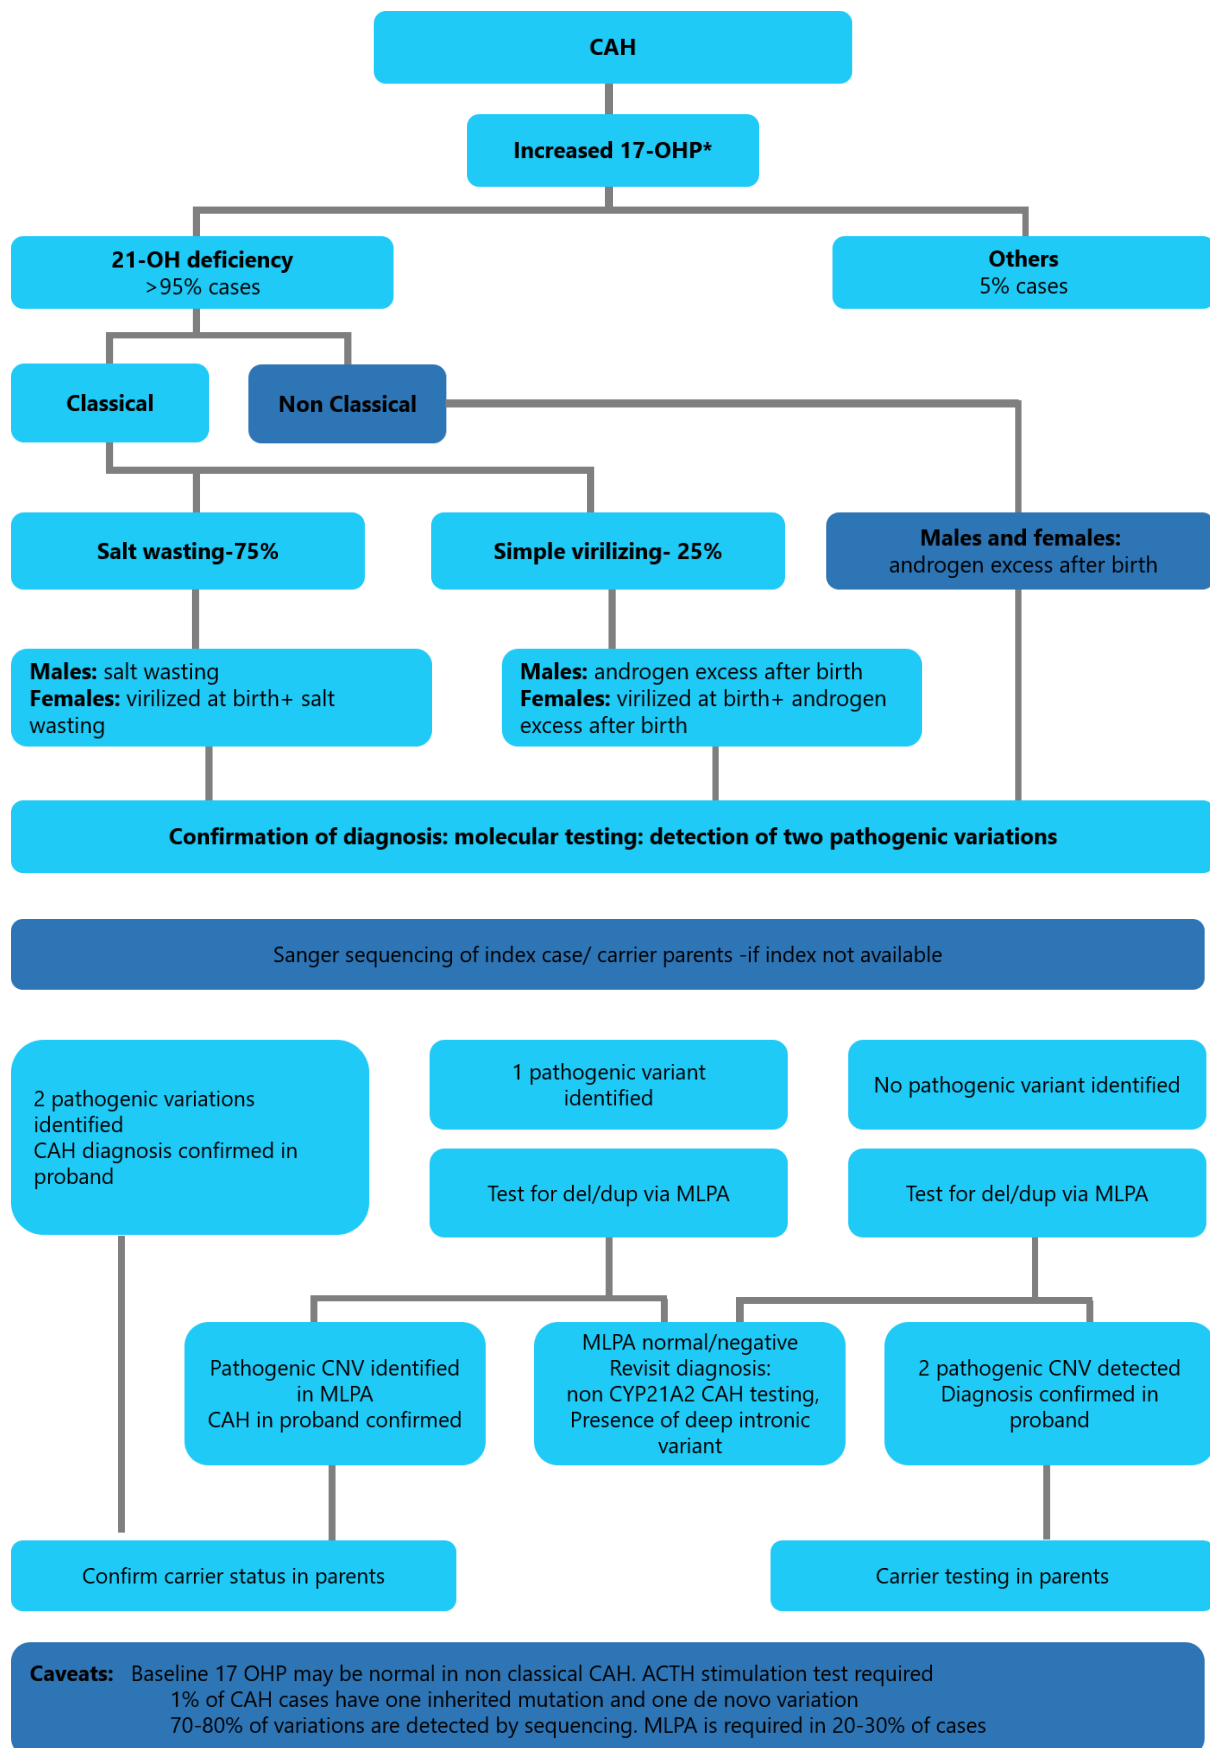 CAH
Increased 17-OHP*
21-OH deficiency
>95% cases
Others
5% cases
Classical
Non Classical
Salt wasting-75%
Simple virilizing- 25%
Males and females:
androgen excess after birth
Males: salt wasting
Females: virilized at birth+ salt
wasting
Males: androgen excess after birth
Females: virilized at birth+ androgen
excess after birth
Confirmation of diagnosis: molecular testing: detection of two pathogenic variations
Sanger sequencing of index case/ carrier parents -if index not available
2 pathogenic variations
identified
CAH diagnosis confirmed in
proband
1 pathogenic variant
identified
No pathogenic variant identified
Test for del/dup via MLPA
Test for del/dup via MLPA
Pathogenic CNV identified
in MLPA
CAH in proband confirmed
MLPA normal/negative
Revisit diagnosis:
non CYP21A2 CAH testing,
Presence of deep intronic
variant
2 pathogenic CNV detected
Diagnosis confirmed in
proband
Confirm carrier status in parents
Carrier testing in parents
Caveats: Baseline 17 OHP may be normal in non classical CAH. ACTH stimulation test required
1% of CAH cases have one inherited mutation and one de novo variation
70-80% of variations are detected by sequencing. MLPA is required in 20-30% of cases